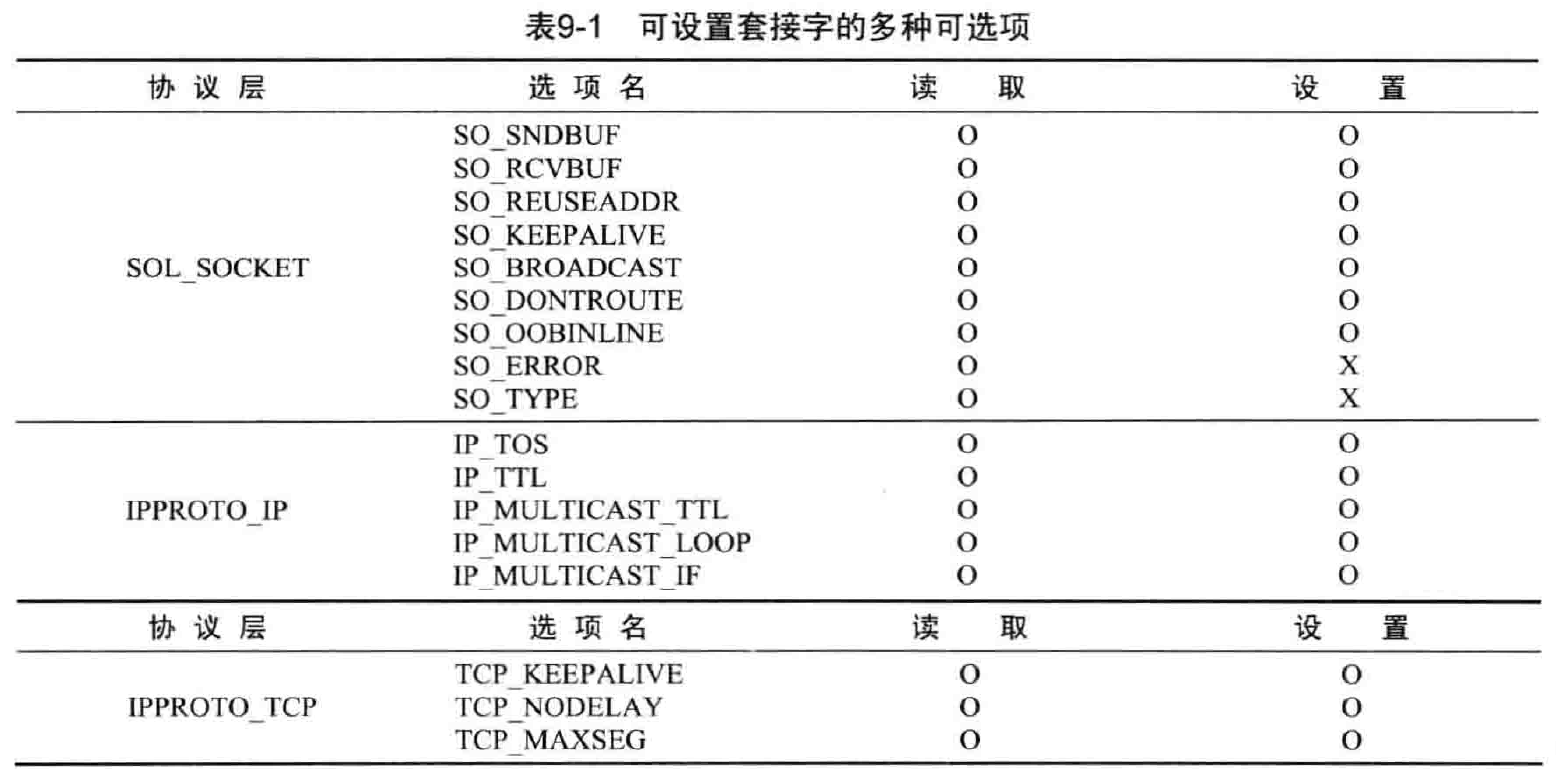 表9-1 可设置套接字的多种可选项
协议层 选项名 读取 设置
SO_SNDBUF O O
SO_RCVBUF O O
SO_REUSEADDR O O
SO_KEEPALIVE O O
SOL_SOCKET SO_BROADCAST O O
SO_DONTROUTE O O
SO_OOBINLINE O O
SO_ERROR O X
SO_TYPE O X
IP_TOS O O
IP_TTL O O
IPPROTO_IP IP_MULTICAST_TTL O O
IP_MULTICAST_LOOP O O
IP_MULTICAST_IF O O
协议层 选项名 读取 设置
TCP_KEEPALIVE O O
IPPROTO_TCP TCP_NODELAY O O
TCP_MAXSEG O O